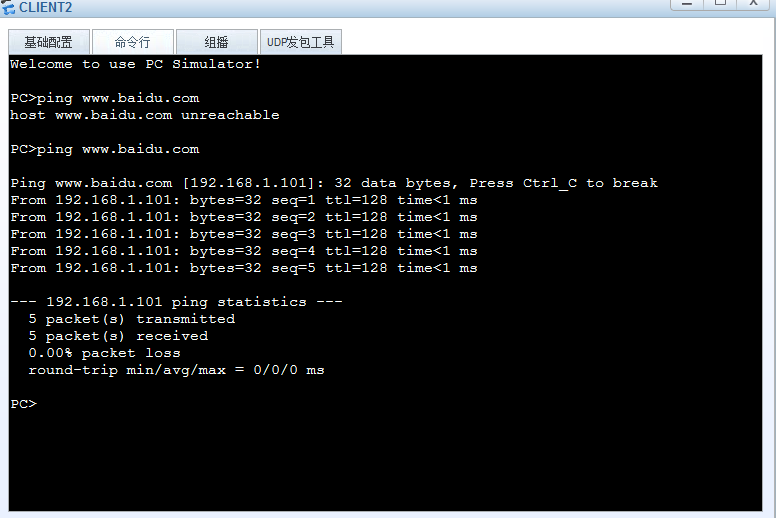 CLIENT2
基础配置 命令行 组播 UDP发包工具
Welcome to use PC Simulator!
PC>ping www.baidu.com
host www.baidu.com unreachable
PC>ping www.baidu.com
Ping www.baidu.com [192.168.1.101]: 32 data bytes, Press Ctrl_C to break
From 192.168.1.101: bytes=32 seq=1 ttl=128 time<1 ms
From 192.168.1.101: bytes=32 seq=2 ttl=128 time<1 ms
From 192.168.1.101: bytes=32 seq=3 ttl=128 time<1 ms
From 192.168.1.101: bytes=32 seq=4 ttl=128 time<1 ms
From 192.168.1.101: bytes=32 seq=5 ttl=128 time<1 ms
--- 192.168.1.101 ping statistics ---
5 packet(s) transmitted
5 packet(s) received
0.00% packet loss
round-trip min/avg/max = 0/0/0 ms
PC>